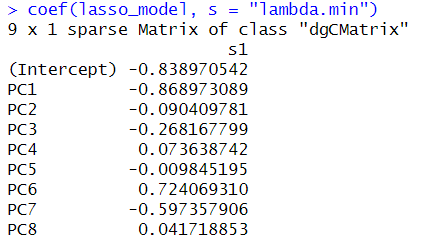 > coef(lasso_model, s = "lambda.min")
9 x 1 sparse Matrix of class "dgCMatrix"
s1
(Intercept) -0.838970542
PC1 -0.868973089
PC2 -0.090409781
PC3 -0.268167799
PC4 0.073638742
PC5 -0.009845195
PC6 0.724069310
PC7 -0.597357906
PC8 0.041718853